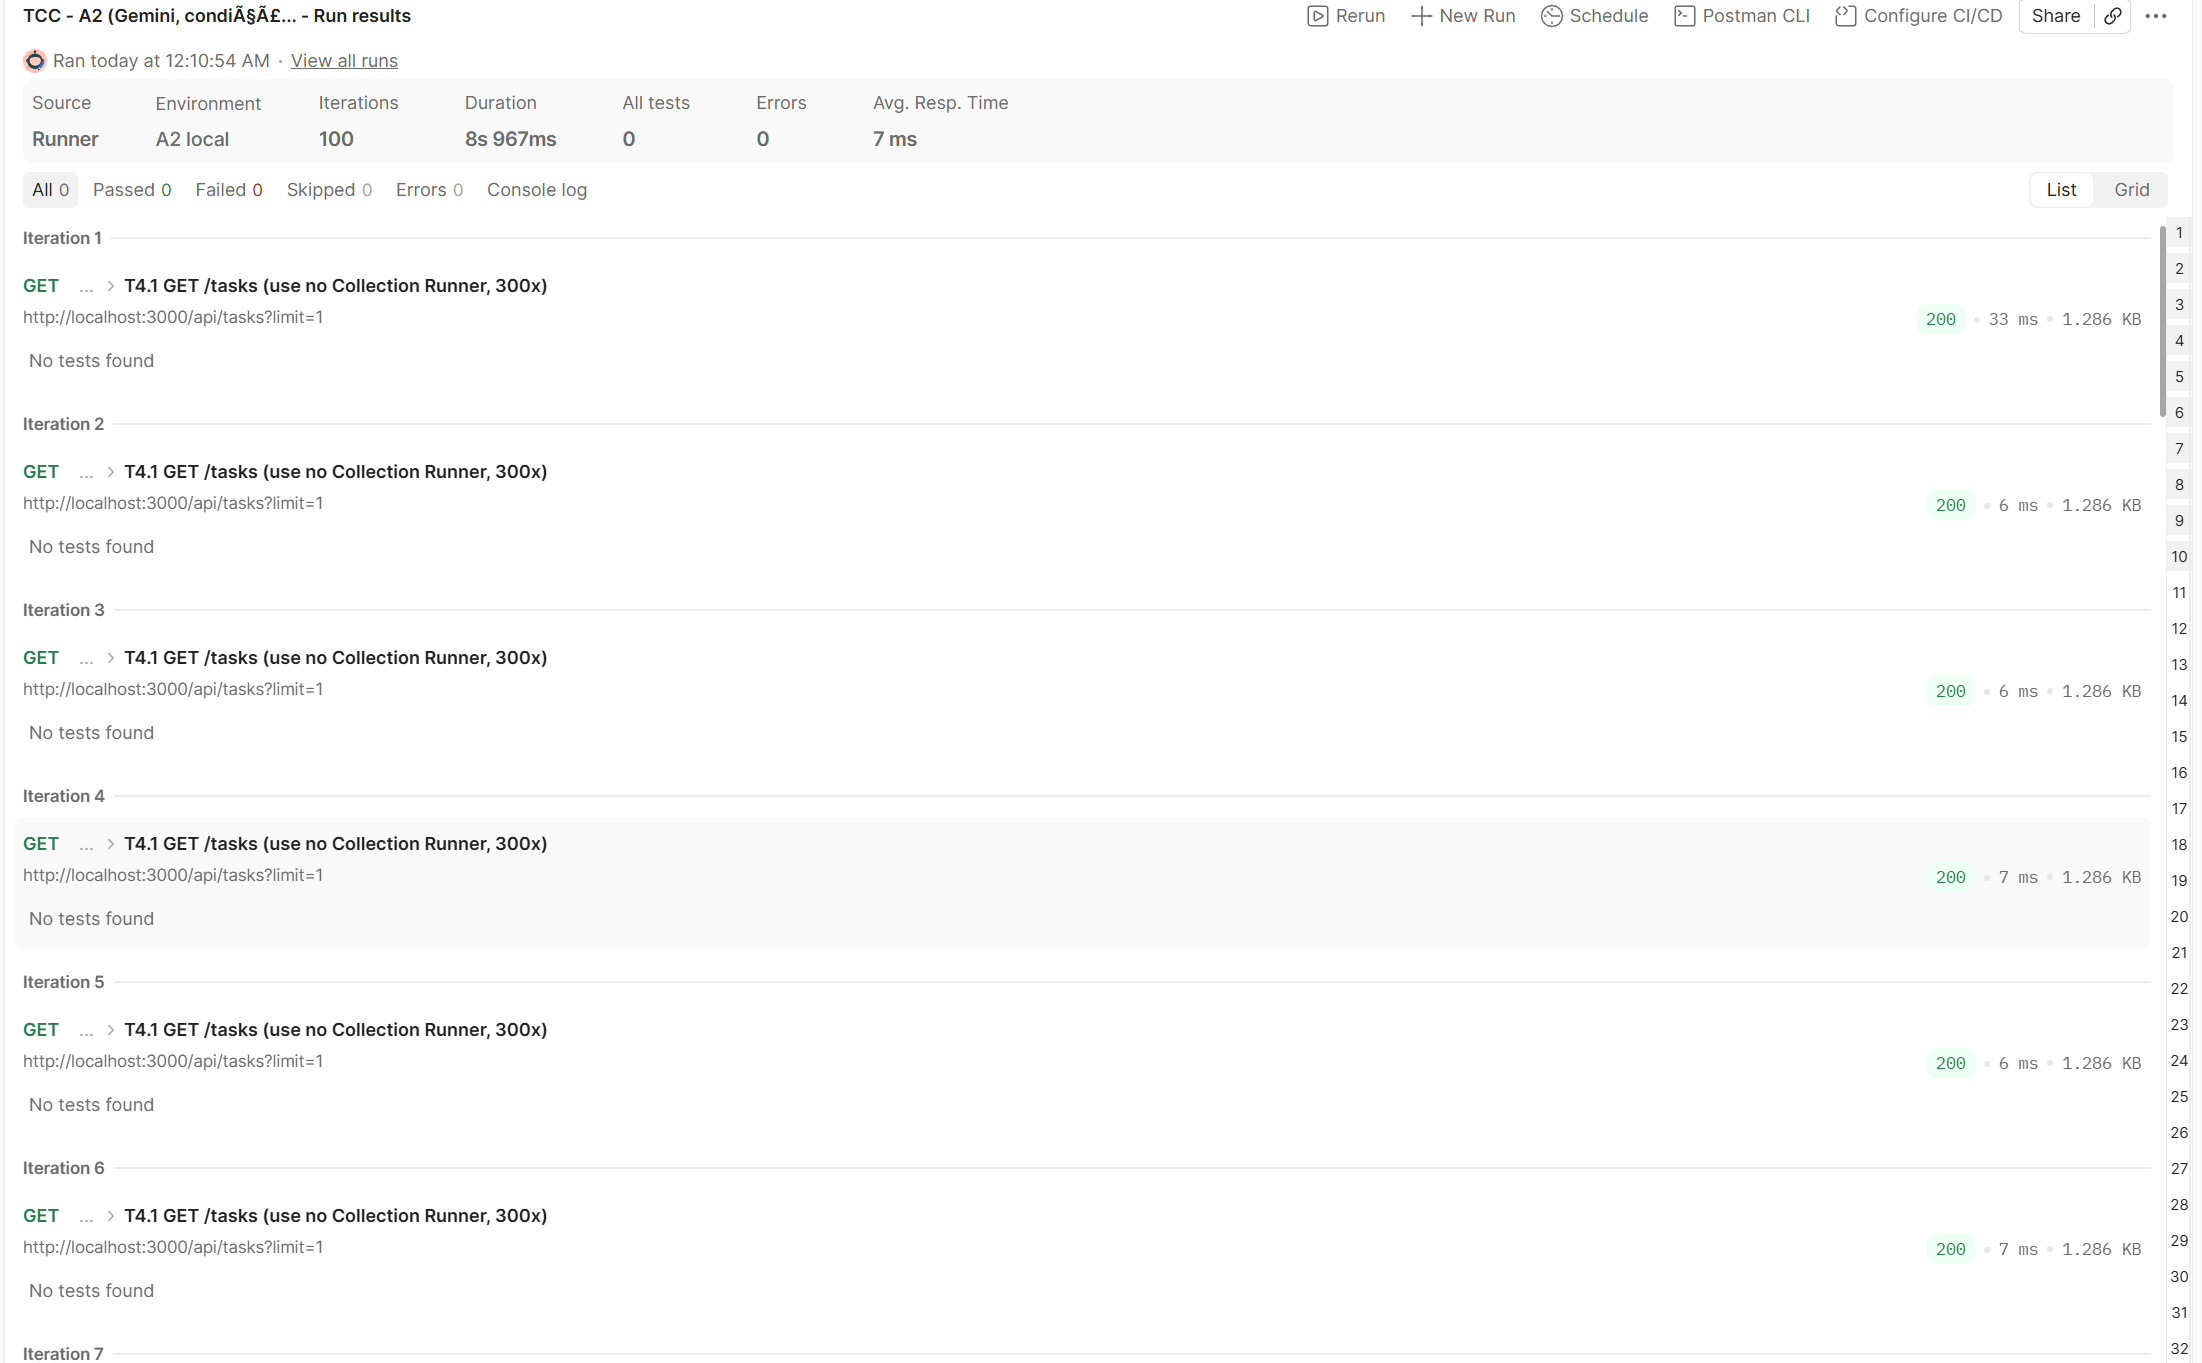 TCC - A2 (Gemini, condiÃ§Ã£... - Run results
Rerun New Run Schedule Postman CLI Configure CI/CD Share
Ran today at 12:10:54 AM · View all runs
Source Environment Iterations Duration All tests Errors Avg. Resp. Time
Runner A2 local 100 8s 967ms 0 0 7 ms
All 0 Passed 0 Failed 0 Skipped 0 Errors 0 Console log List Grid
Iteration 1
GET ... > T4.1 GET /tasks (use no Collection Runner, 300x)
http://localhost:3000/api/tasks?limit=1
200 • 33 ms • 1.286 KB
No tests found
Iteration 2
GET ... > T4.1 GET /tasks (use no Collection Runner, 300x)
http://localhost:3000/api/tasks?limit=1
200 • 6 ms • 1.286 KB
No tests found
Iteration 3
GET ... > T4.1 GET /tasks (use no Collection Runner, 300x)
http://localhost:3000/api/tasks?limit=1
200 • 6 ms • 1.286 KB
No tests found
Iteration 4
GET ... > T4.1 GET /tasks (use no Collection Runner, 300x)
http://localhost:3000/api/tasks?limit=1
200 • 7 ms • 1.286 KB
No tests found
Iteration 5
GET ... > T4.1 GET /tasks (use no Collection Runner, 300x)
http://localhost:3000/api/tasks?limit=1
200 • 6 ms • 1.286 KB
No tests found
Iteration 6
GET ... > T4.1 GET /tasks (use no Collection Runner, 300x)
http://localhost:3000/api/tasks?limit=1
200 • 7 ms • 1.286 KB
No tests found
Iteration 7
1
2
3
4
5
6
7
8
9
10
11
12
13
14
15
16
17
18
19
20
21
22
23
24
25
26
27
28
29
30
31
32